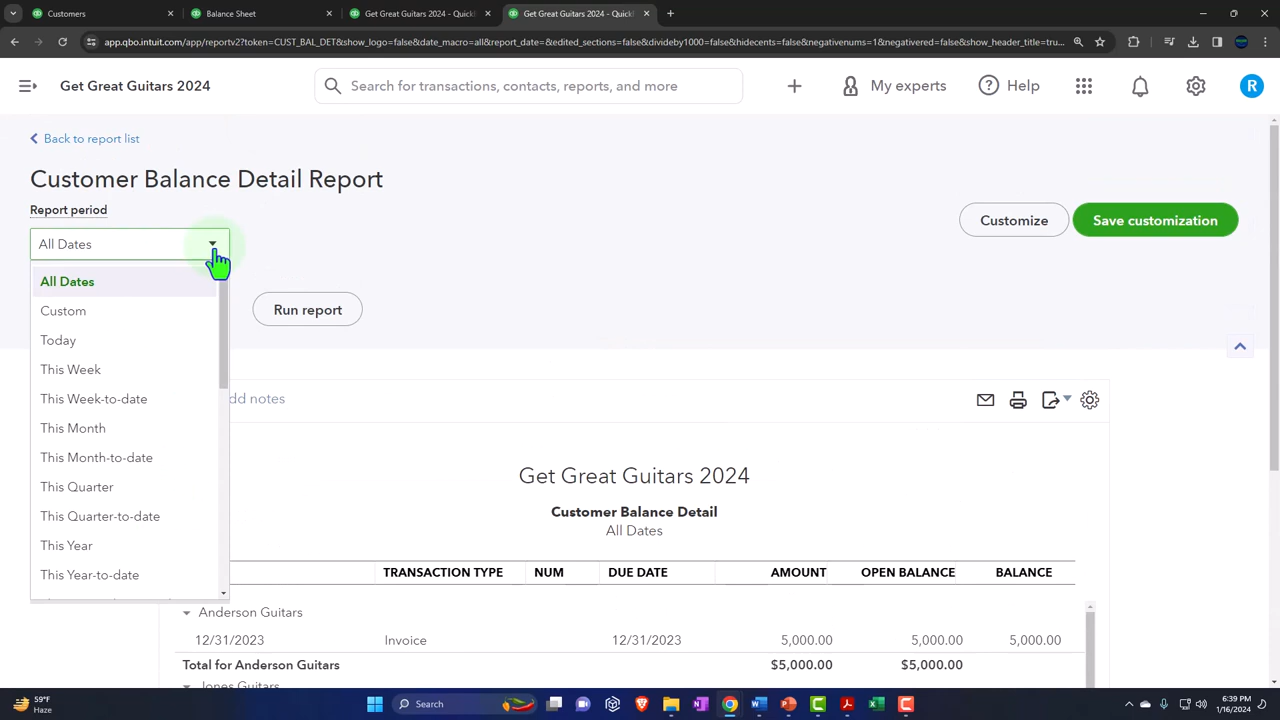 Customers
Balance Sheet
Get Great Guitars 2024 - Quickl
Get Great Guitars 2024 - Quickl
app.qbo.intuit.com/app/reportv2?token=CUST_BAL_DET&show_logo=false&date_macro=all&report_date=&edited_sections=false&divideby1000=false&hidecents=false&negativenums=1&negativered=false&show_header_title=tru...
Get Great Guitars 2024
Search for transactions, contacts, reports, and more
My experts
Help
R
Back to report list
Customer Balance Detail Report
Report period
All Dates
Customize
Save customization
All Dates
Custom
Today
This Week
This Week-to-date
This Month
This Month-to-date
This Quarter
This Quarter-to-date
This Year
This Year-to-date
Run report
dd notes
Get Great Guitars 2024
Customer Balance Detail
All Dates
TRANSACTION TYPE NUM DUE DATE AMOUNT OPEN BALANCE BALANCE
Anderson Guitars
12/31/2023 Invoice 12/31/2023 5,000.00 5,000.00 5,000.00
Total for Anderson Guitars $5,000.00 $5,000.00
Jones Guitars
59°F
Haze
Search
6:39 PM
1/16/2024